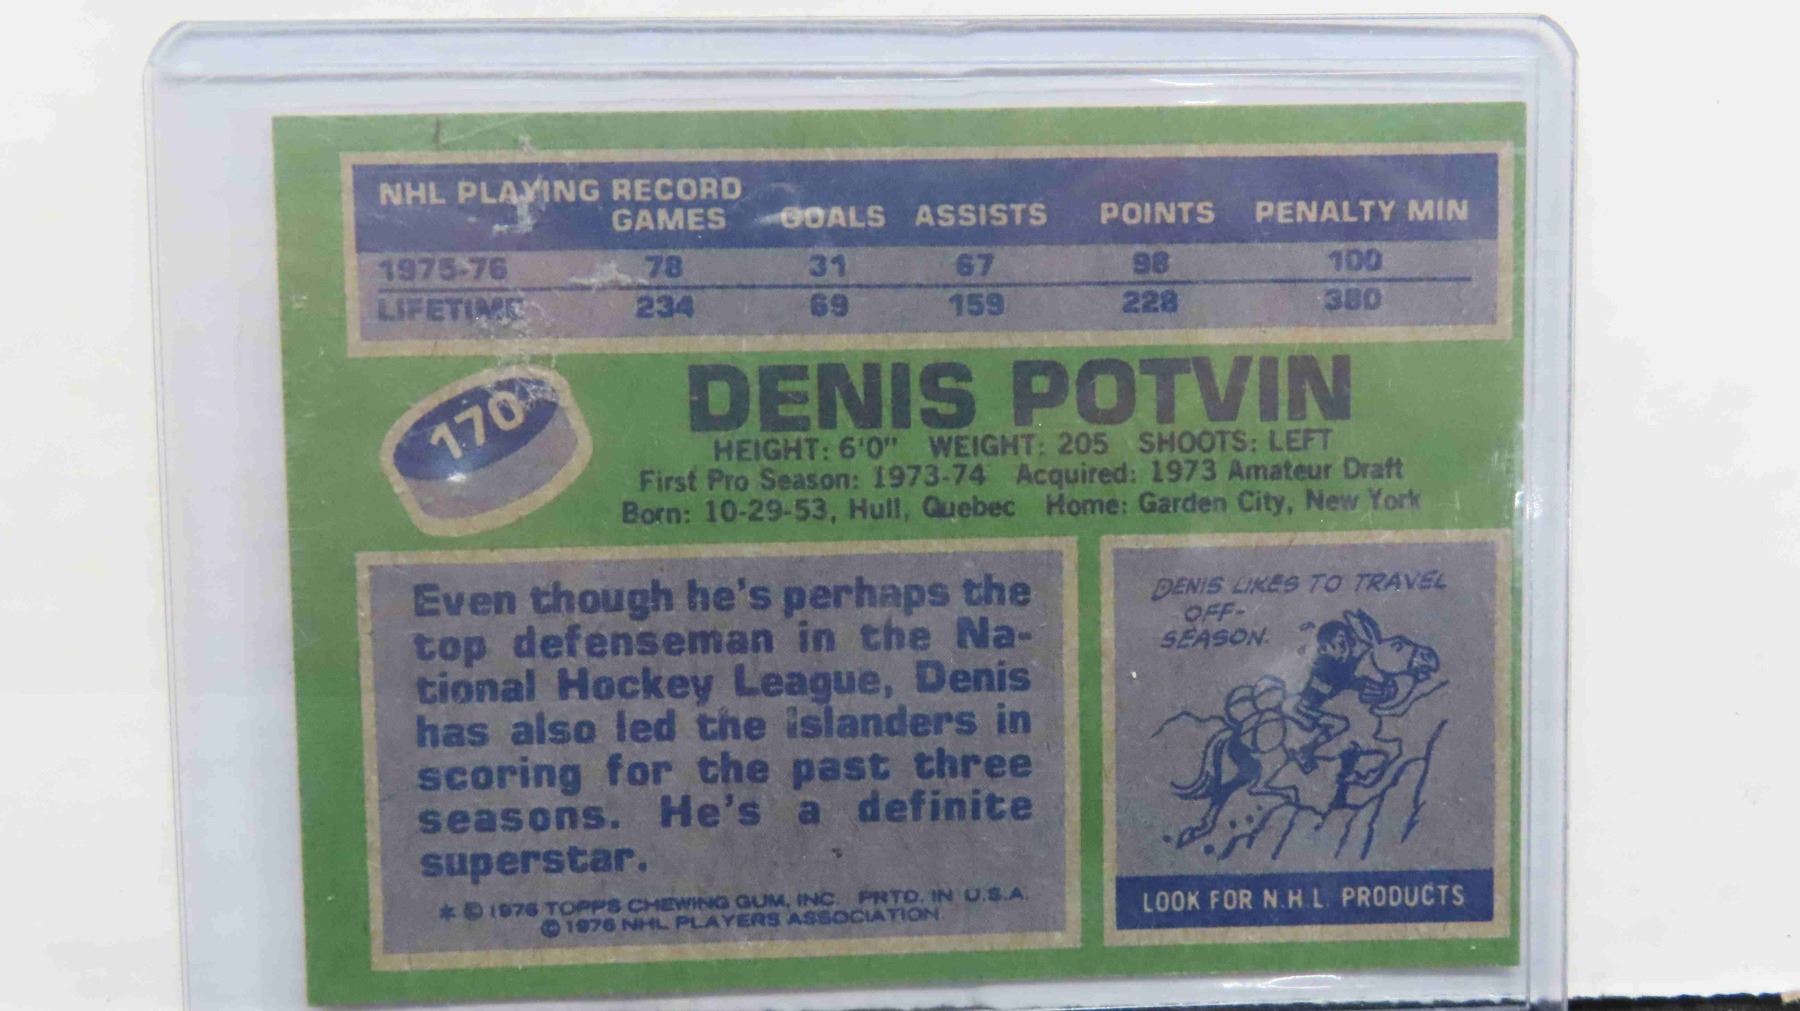 NHL PLAYING RECORD
GAMES GOALS ASSISTS POINTS PENALTY MIN
1975-76 78 31 67 98 100
LIFETIME 234 69 159 228 380
170
DENIS POTVIN
HEIGHT: 6'0" WEIGHT: 205 SHOOTS: LEFT
First Pro Season: 1973-74 Acquired: 1973 Amateur Draft
Born: 10-29-53, Hull, Quebec Home: Garden City, New York
Even though he's perhaps the
top defenseman in the Na-
tional Hockey League, Denis
has also led the Islanders in
scoring for the past three
seasons. He's a definite
superstar.
* © 1976 TOPPS CHEWING GUM, INC. PRTD. IN U.S.A.
© 1976 NHL PLAYERS ASSOCIATION
DENIS LIKES TO TRAVEL
OFF-
SEASON.
LOOK FOR N.H.L. PRODUCTS